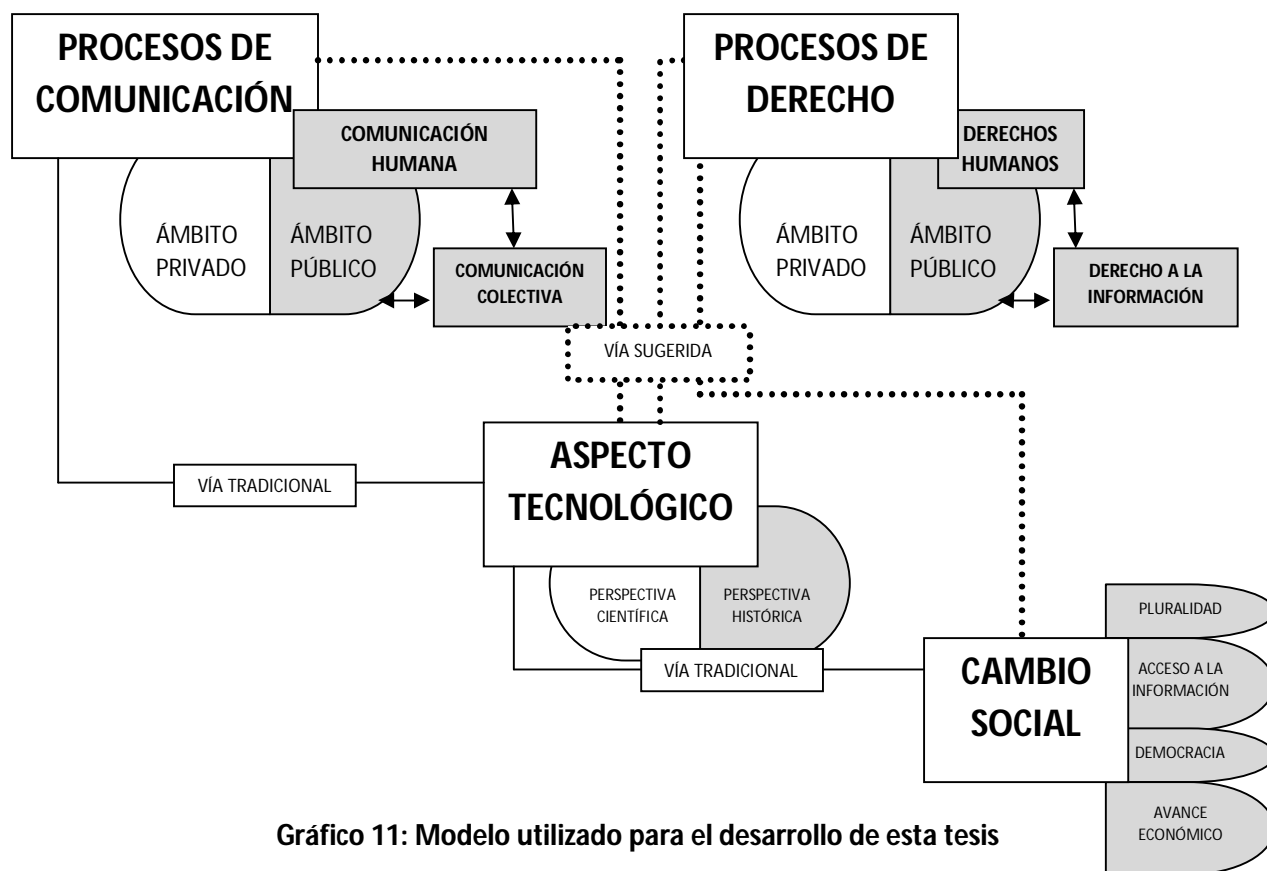 PROCESOS DE
COMUNICACIÓN
COMUNICACIÓN
HUMANA
ÁMBITO
PRIVADO
ÁMBITO
PÚBLICO
COMUNICACIÓN
COLECTIVA
PROCESOS DE
DERECHO
DERECHOS
HUMANOS
ÁMBITO
PRIVADO
ÁMBITO
PÚBLICO
DERECHO A LA
INFORMACIÓN
VÍA SUGERIDA
VÍA TRADICIONAL
ASPECTO
TECNOLÓGICO
PERSPECTIVA
CIENTÍFICA
PERSPECTIVA
HISTÓRICA
VÍA TRADICIONAL
CAMBIO
SOCIAL
PLURALIDAD
ACCESO A LA
INFORMACIÓN
DEMOCRACIA
AVANCE
ECONÓMICO
Gráfico 11: Modelo utilizado para el desarrollo de esta tesis